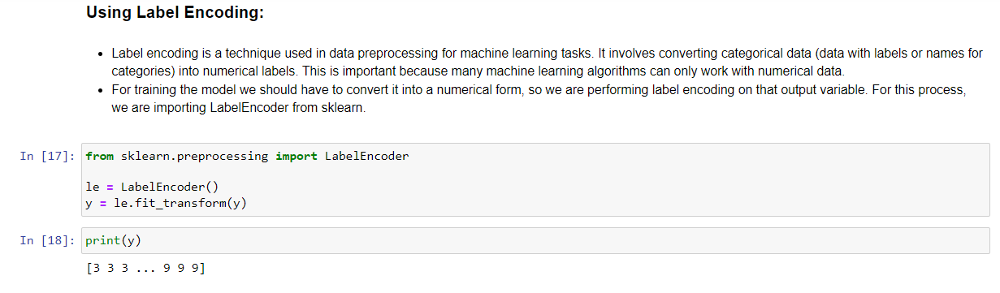 Using Label Encoding:
• Label encoding is a technique used in data preprocessing for machine learning tasks. It involves converting categorical data (data with labels or names for
categories) into numerical labels. This is important because many machine learning algorithms can only work with numerical data.
• For training the model we should have to convert it into a numerical form, so we are performing label encoding on that output variable. For this process,
we are importing LabelEncoder from sklearn.
In [17]: from sklearn.preprocessing import LabelEncoder
le = LabelEncoder()
y = le.fit_transform(y)
In [18]: print(y)
[3 3 3 ... 9 9 9]